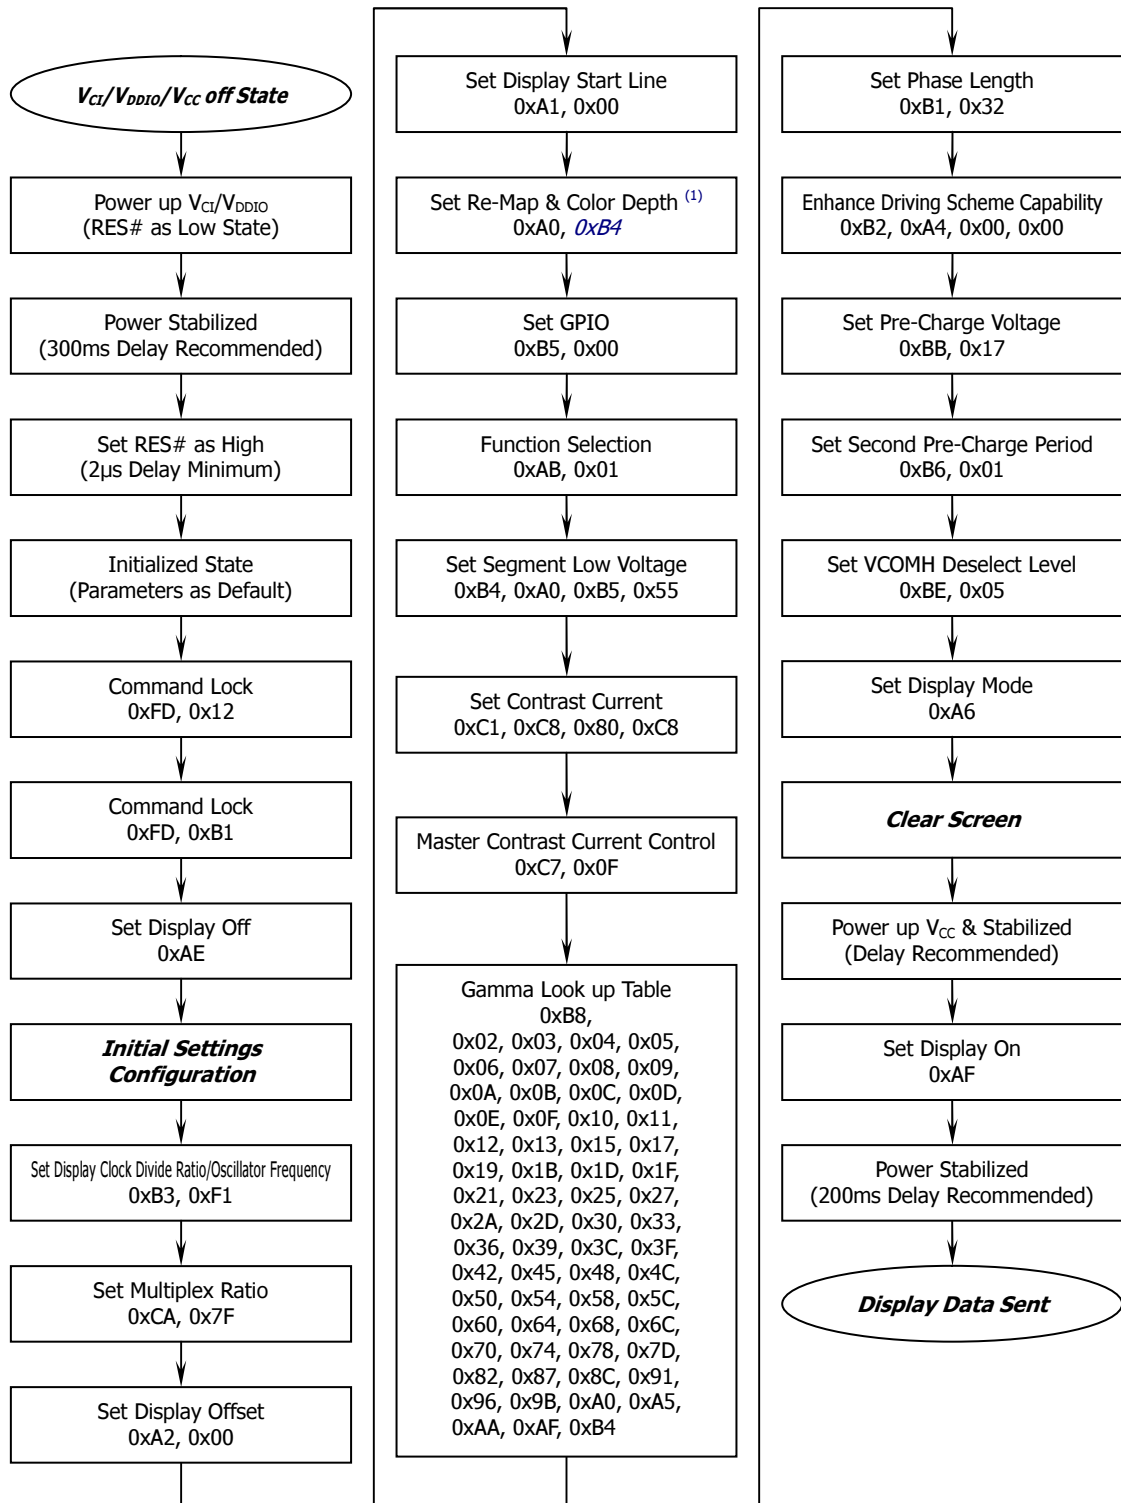 VCI/VDDIO/VCC off State
Power up VCI/VDDIO
(RES# as Low State)
Power Stabilized
(300ms Delay Recommended)
Set RES# as High
(2µs Delay Minimum)
Initialized State
(Parameters as Default)
Command Lock
0xFD, 0x12
Command Lock
0xFD, 0xB1
Set Display Off
0xAE
Initial Settings
Configuration
Set Display Clock Divide Ratio/Oscillator Frequency
0xB3, 0xF1
Set Multiplex Ratio
0xCA, 0x7F
Set Display Offset
0xA2, 0x00
Set Display Start Line
0xA1, 0x00
Set Re-Map & Color Depth (1)
0xA0, 0xB4
Set GPIO
0xB5, 0x00
Function Selection
0xAB, 0x01
Set Segment Low Voltage
0xB4, 0xA0, 0xB5, 0x55
Set Contrast Current
0xC1, 0xC8, 0x80, 0xC8
Master Contrast Current Control
0xC7, 0x0F
Gamma Look up Table
0xB8,
0x02, 0x03, 0x04, 0x05,
0x06, 0x07, 0x08, 0x09,
0x0A, 0x0B, 0x0C, 0x0D,
0x0E, 0x0F, 0x10, 0x11,
0x12, 0x13, 0x15, 0x17,
0x19, 0x1B, 0x1D, 0x1F,
0x21, 0x23, 0x25, 0x27,
0x2A, 0x2D, 0x30, 0x33,
0x36, 0x39, 0x3C, 0x3F,
0x42, 0x45, 0x48, 0x4C,
0x50, 0x54, 0x58, 0x5C,
0x60, 0x64, 0x68, 0x6C,
0x70, 0x74, 0x78, 0x7D,
0x82, 0x87, 0x8C, 0x91,
0x96, 0x9B, 0xA0, 0xA5,
0xAA, 0xAF, 0xB4
Set Phase Length
0xB1, 0x32
Enhance Driving Scheme Capability
0xB2, 0xA4, 0x00, 0x00
Set Pre-Charge Voltage
0xBB, 0x17
Set Second Pre-Charge Period
0xB6, 0x01
Set VCOMH Deselect Level
0xBE, 0x05
Set Display Mode
0xA6
Clear Screen
Power up VCC & Stabilized
(Delay Recommended)
Set Display On
0xAF
Power Stabilized
(200ms Delay Recommended)
Display Data Sent